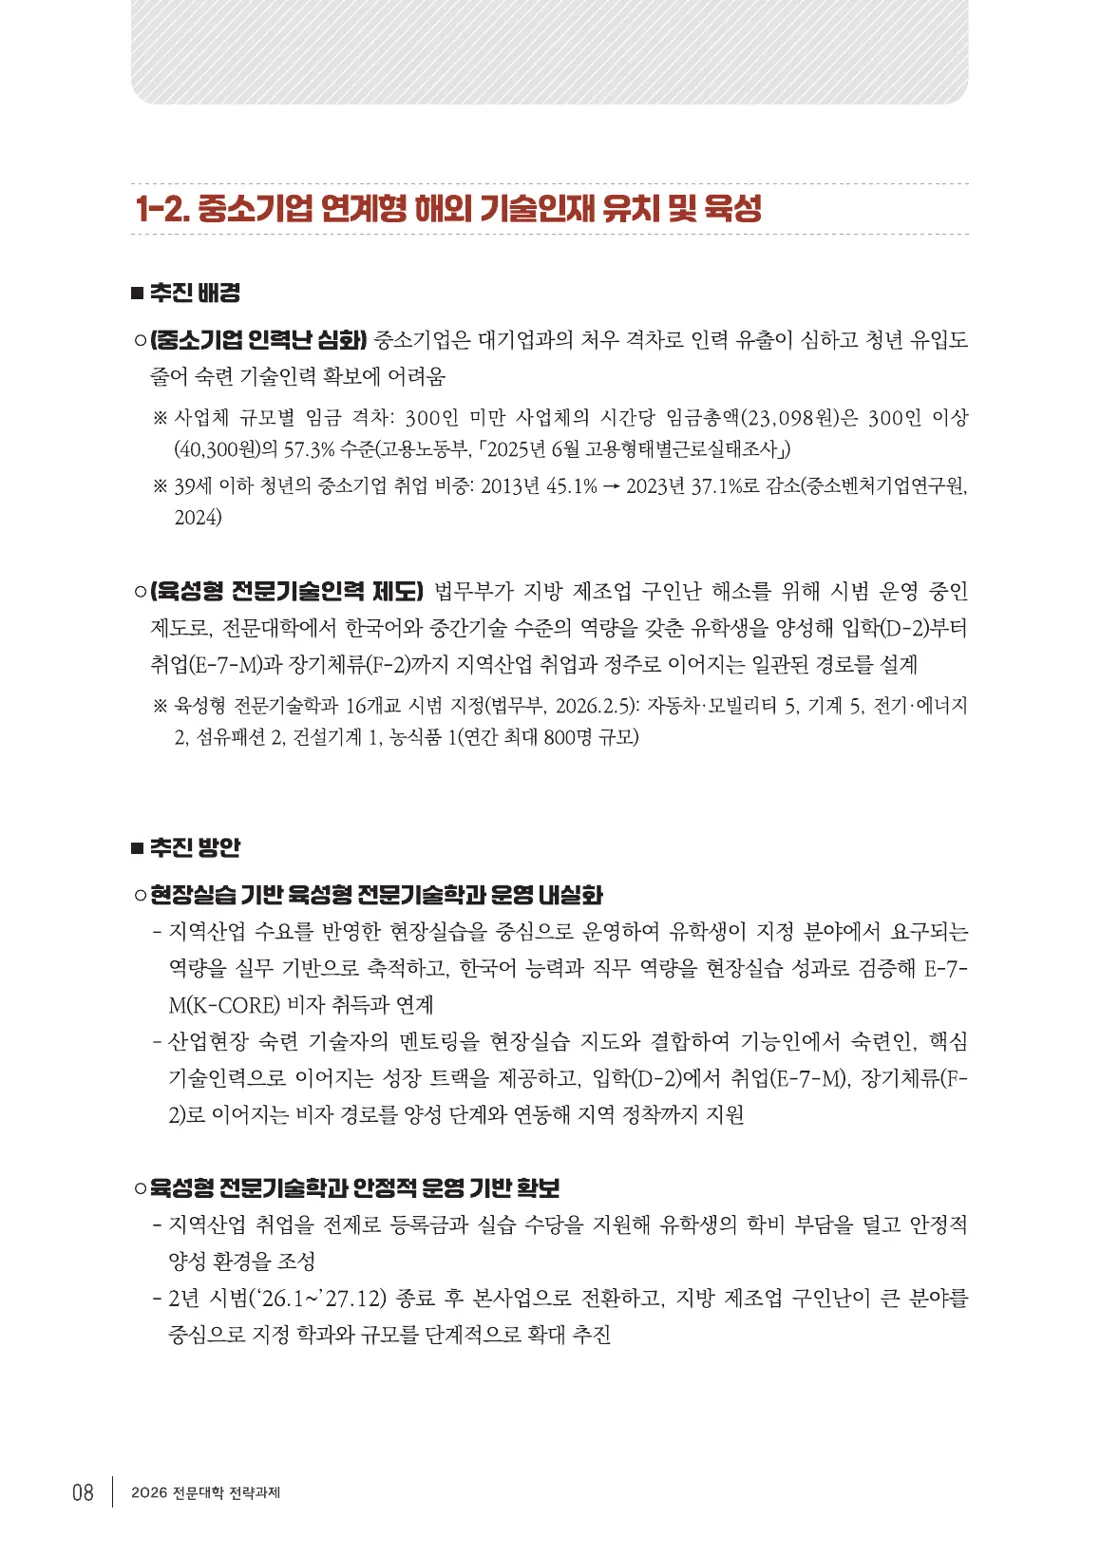 1-2. 중소기업 연계형 해외 기술인재 유치 및 육성
■ 추진 배경
○(중소기업 인력난 심화) 중소기업은 대기업과의 처우 격차로 인력 유출이 심하고 청년 유입도
줄어 숙련 기술인력 확보에 어려움
※ 사업체 규모별 임금 격차: 300인 미만 사업체의 시간당 임금총액(23,098원)은 300인 이상
(40,300원)의 57.3% 수준(고용노동부, 「2025년 6월 고용형태별근로실태조사」)
※ 39세 이하 청년의 중소기업 취업 비중: 2013년 45.1% → 2023년 37.1%로 감소(중소벤처기업연구원,
2024)
○(육성형 전문기술인력 제도) 법무부가 지방 제조업 구인난 해소를 위해 시범 운영 중인
제도로, 전문대학에서 한국어와 중간기술 수준의 역량을 갖춘 유학생을 양성해 입학(D-2)부터
취업(E-7-M)과 장기체류(F-2)까지 지역산업 취업과 정주로 이어지는 일관된 경로를 설계
※ 육성형 전문기술학과 16개교 시범 지정(법무부, 2026.2.5): 자동차·모빌리티 5, 기계 5, 전기·에너지
2, 섬유패션 2, 건설기계 1, 농식품 1(연간 최대 800명 규모)
■ 추진 방안
○현장실습 기반 육성형 전문기술학과 운영 내실화
- 지역산업 수요를 반영한 현장실습을 중심으로 운영하여 유학생이 지정 분야에서 요구되는
역량을 실무 기반으로 축적하고, 한국어 능력과 직무 역량을 현장실습 성과로 검증해 E-7-
M(K-CORE) 비자 취득과 연계
- 산업현장 숙련 기술자의 멘토링을 현장실습 지도와 결합하여 기능인에서 숙련인, 핵심
기술인력으로 이어지는 성장 트랙을 제공하고, 입학(D-2)에서 취업(E-7-M), 장기체류(F-
2)로 이어지는 비자 경로를 양성 단계와 연동해 지역 정착까지 지원
○육성형 전문기술학과 안정적 운영 기반 확보
- 지역산업 취업을 전제로 등록금과 실습 수당을 지원해 유학생의 학비 부담을 덜고 안정적
양성 환경을 조성
- 2년 시범(‘26.1~’27.12) 종료 후 본사업으로 전환하고, 지방 제조업 구인난이 큰 분야를
중심으로 지정 학과와 규모를 단계적으로 확대 추진
08 2026 전문대학 전략과제